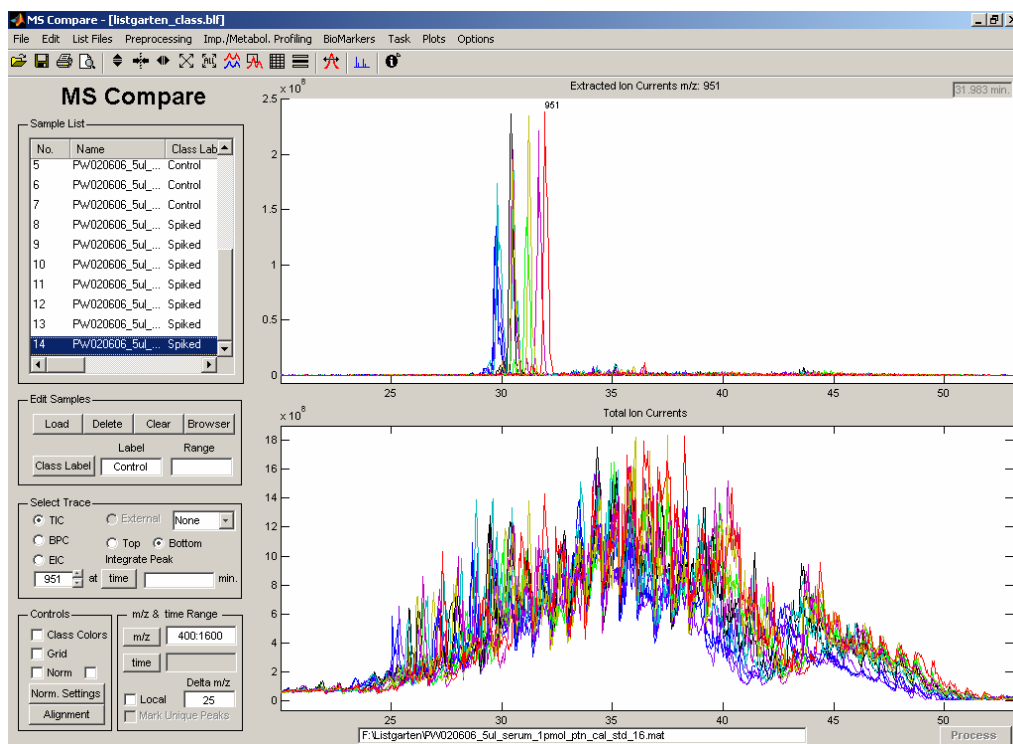 MS Compare - [listgarten_class.blf]
File Edit List Files Preprocessing Imp./Metabol. Profiling BioMarkers Task Plots Options
MS Compare
Sample List
No. Name Class Lab
5 PW020606_5ul_... Control
6 PW020606_5ul_... Control
7 PW020606_5ul_... Control
8 PW020606_5ul_... Spiked
9 PW020606_5ul_... Spiked
10 PW020606_5ul_... Spiked
11 PW020606_5ul_... Spiked
12 PW020606_5ul_... Spiked
13 PW020606_5ul_... Spiked
14 PW020606_5ul_... Spiked
Edit Samples
Load Delete Clear Browser
Label Range
Class Label Control
Select Trace
TIC External None
BPC Top Bottom
EIC Integrate Peak
951 at time min.
Controls
Class Colors
Grid
Norm
Norm. Settings
Alignment
m/z & time Range
m/z 400:1600
time
Delta m/z
Local 25
Mark Unique Peaks
x 10^8
Extracted Ion Currents m/z: 951
31.983 min.
951
2.5
2
1.5
1
0.5
0
25 30 35 40 45 50
x 10^8
Total Ion Currents
18
16
14
12
10
8
6
4
2
0
25 30 35 40 45 50
F:\Listgarten\PW020606_5ul_serum_1pmol_ptn_cal_std_16.mat
Process